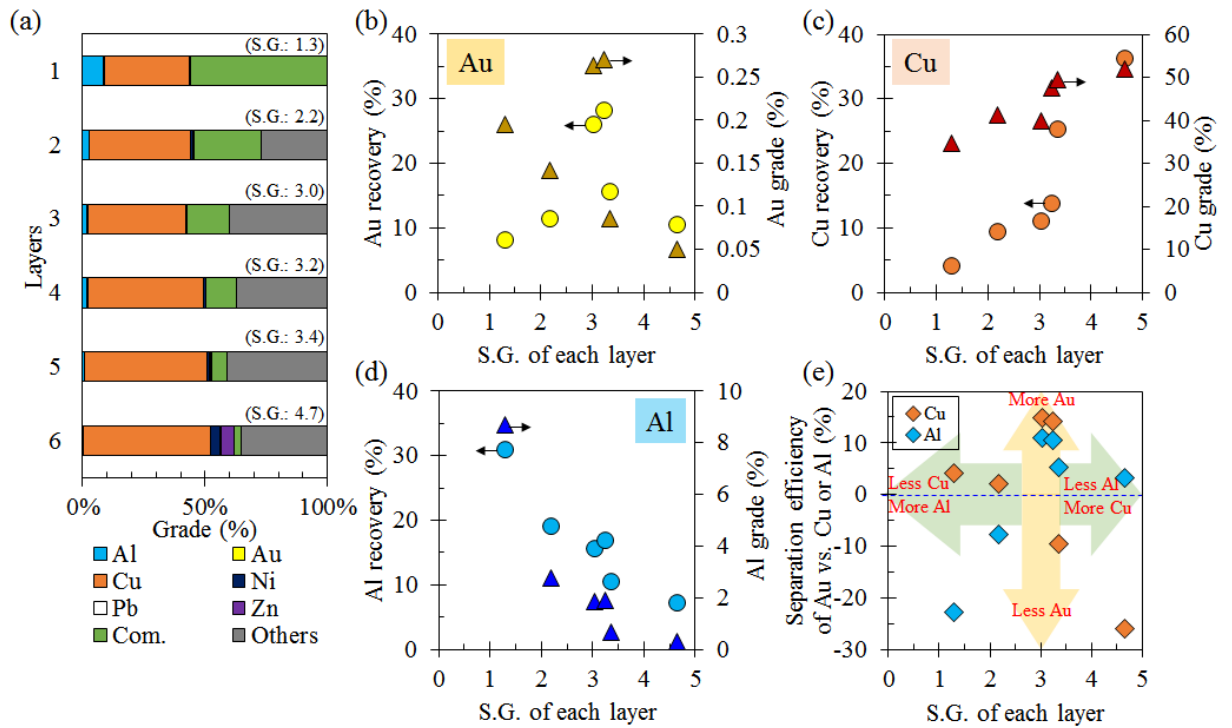 (a)
(S.G.: 1.3)
1
(S.G.: 2.2)
2
(S.G.: 3.0)
3
(S.G.: 3.2)
4
(S.G.: 3.4)
5
(S.G.: 4.7)
6
Layers
0% 50% 100%
Grade (%)
Al Au
Cu Ni
Pb Zn
Com. Others
(b)
Au
40
30
20
10
0
Au recovery (%)
0.3
0.25
0.2
0.15
0.1
0.05
0
Au grade (%)
0 1 2 3 4 5
S.G. of each layer
(c)
Cu
40
30
20
10
0
Cu recovery (%)
60
50
40
30
20
10
0
Cu grade (%)
0 1 2 3 4 5
S.G. of each layer
(d)
Al
40
30
20
10
0
Al recovery (%)
10
8
6
4
2
0
Al grade (%)
0 1 2 3 4 5
S.G. of each layer
(e)
Cu
Al
More Au
Less Cu
More Al
Less Al
More Cu
Less Au
20
10
0
-10
-20
-30
Separation efficiency
of Au vs. Cu or Al (%)
0 1 2 3 4 5
S.G. of each layer